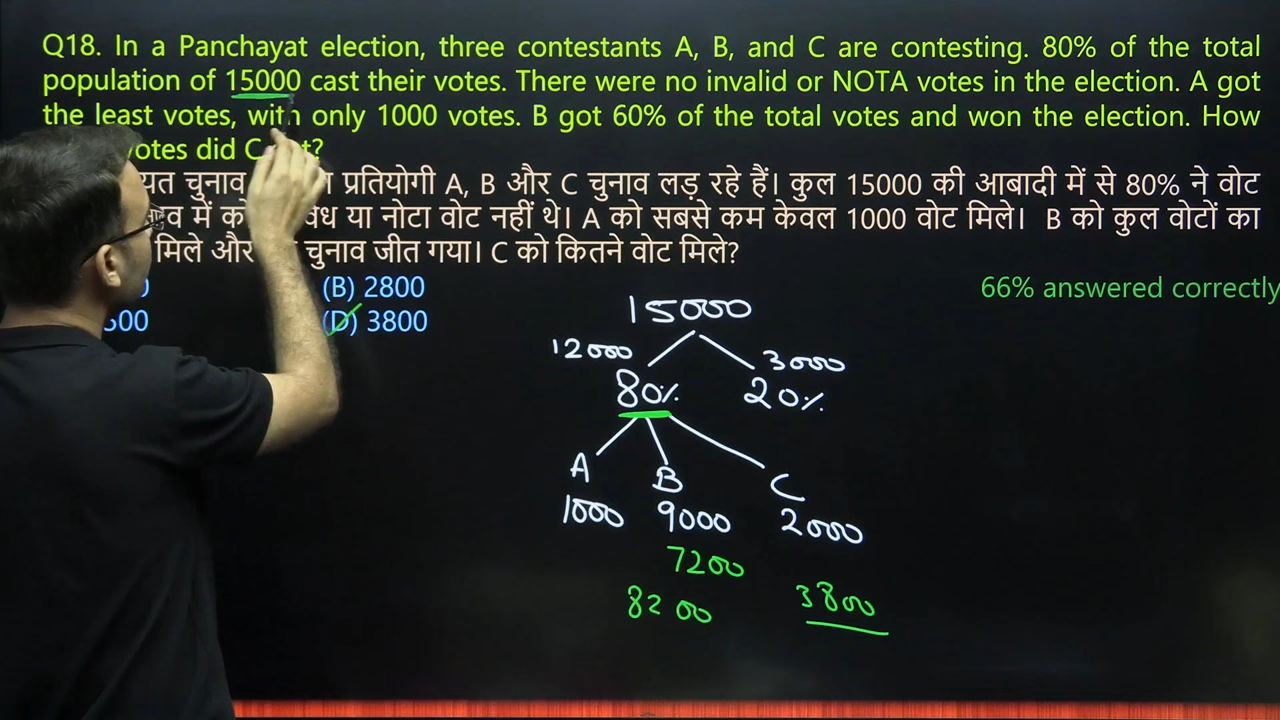 Q18. In a Panchayat election, three contestants A, B, and C are contesting. 80% of the total
population of 15000 cast their votes. There were no invalid or NOTA votes in the election. A got
the least votes, with only 1000 votes. B got 60% of the total votes and won the election. How
votes did C
चुनाव प्रतियोगी A, B और C चुनाव लड़ रहे हैं। कुल 15000 की आबादी में से 80% ने वोट
में वोट नहीं थे। A को सबसे कम केवल 1000 वोट मिले। B को कुल वोटों का
मिले और चुनाव जीत गया। C को कितने वोट मिले?
(B) 2800
66% answered correctly
(D) 3800
15000
12000 3000
80% 20%
A B C
1000 9000 2000
7200
8200 3800